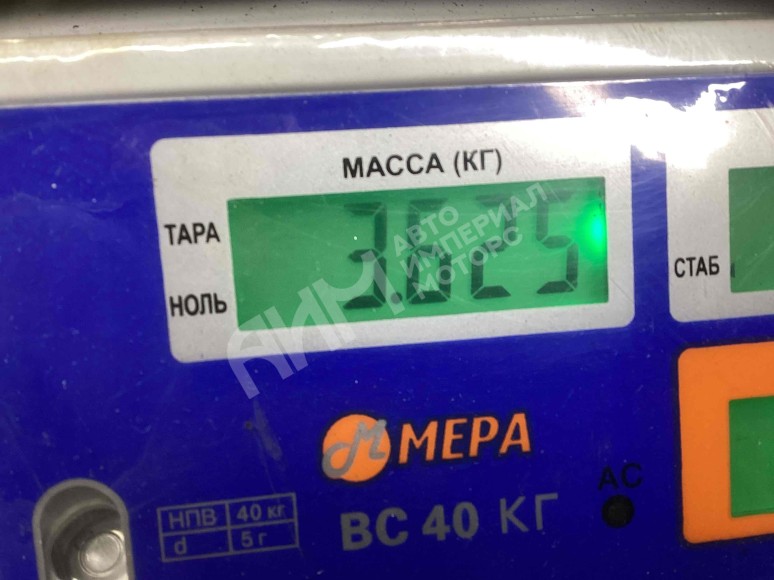 МАССА (КГ)
ТАРА
3.625
НОЛЬ
СТАБ
АИМ
АВТО
ИМПЕРИАЛ
МОТОРС
М МЕРА
АС
НПВ 40 кг
d 5 г
ВС 40 КГ